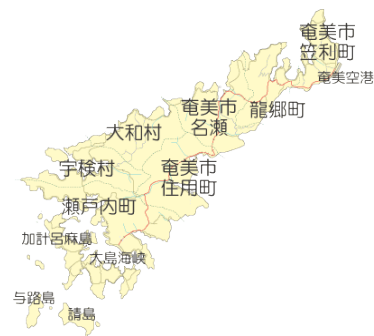 奄美市
笠利町
奄美空港
奄美市
名瀬
龍郷町
大和村
宇検村
奄美市
住用町
瀬戸内町
加計呂麻島
大島海峡
与路島
請島